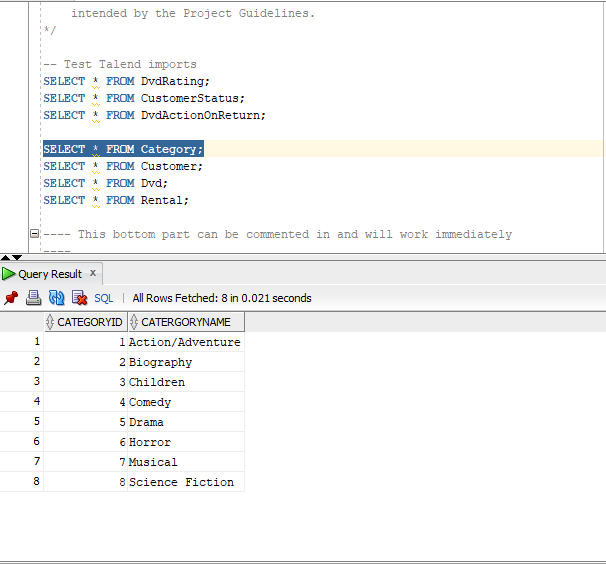 intended by the Project Guidelines.
*/
-- Test Talend imports
SELECT * FROM DvdRating;
SELECT * FROM CustomerStatus;
SELECT * FROM DvdActionOnReturn;
SELECT * FROM Category;
SELECT * FROM Customer;
SELECT * FROM Dvd;
SELECT * FROM Rental;
---- This bottom part can be commented in and will work immediately
----
Query Result x
SQL | All Rows Fetched: 8 in 0.021 seconds
CATEGORYID CATERGORYNAME
1 1 Action/Adventure
2 2 Biography
3 3 Children
4 4 Comedy
5 5 Drama
6 6 Horror
7 7 Musical
8 8 Science Fiction